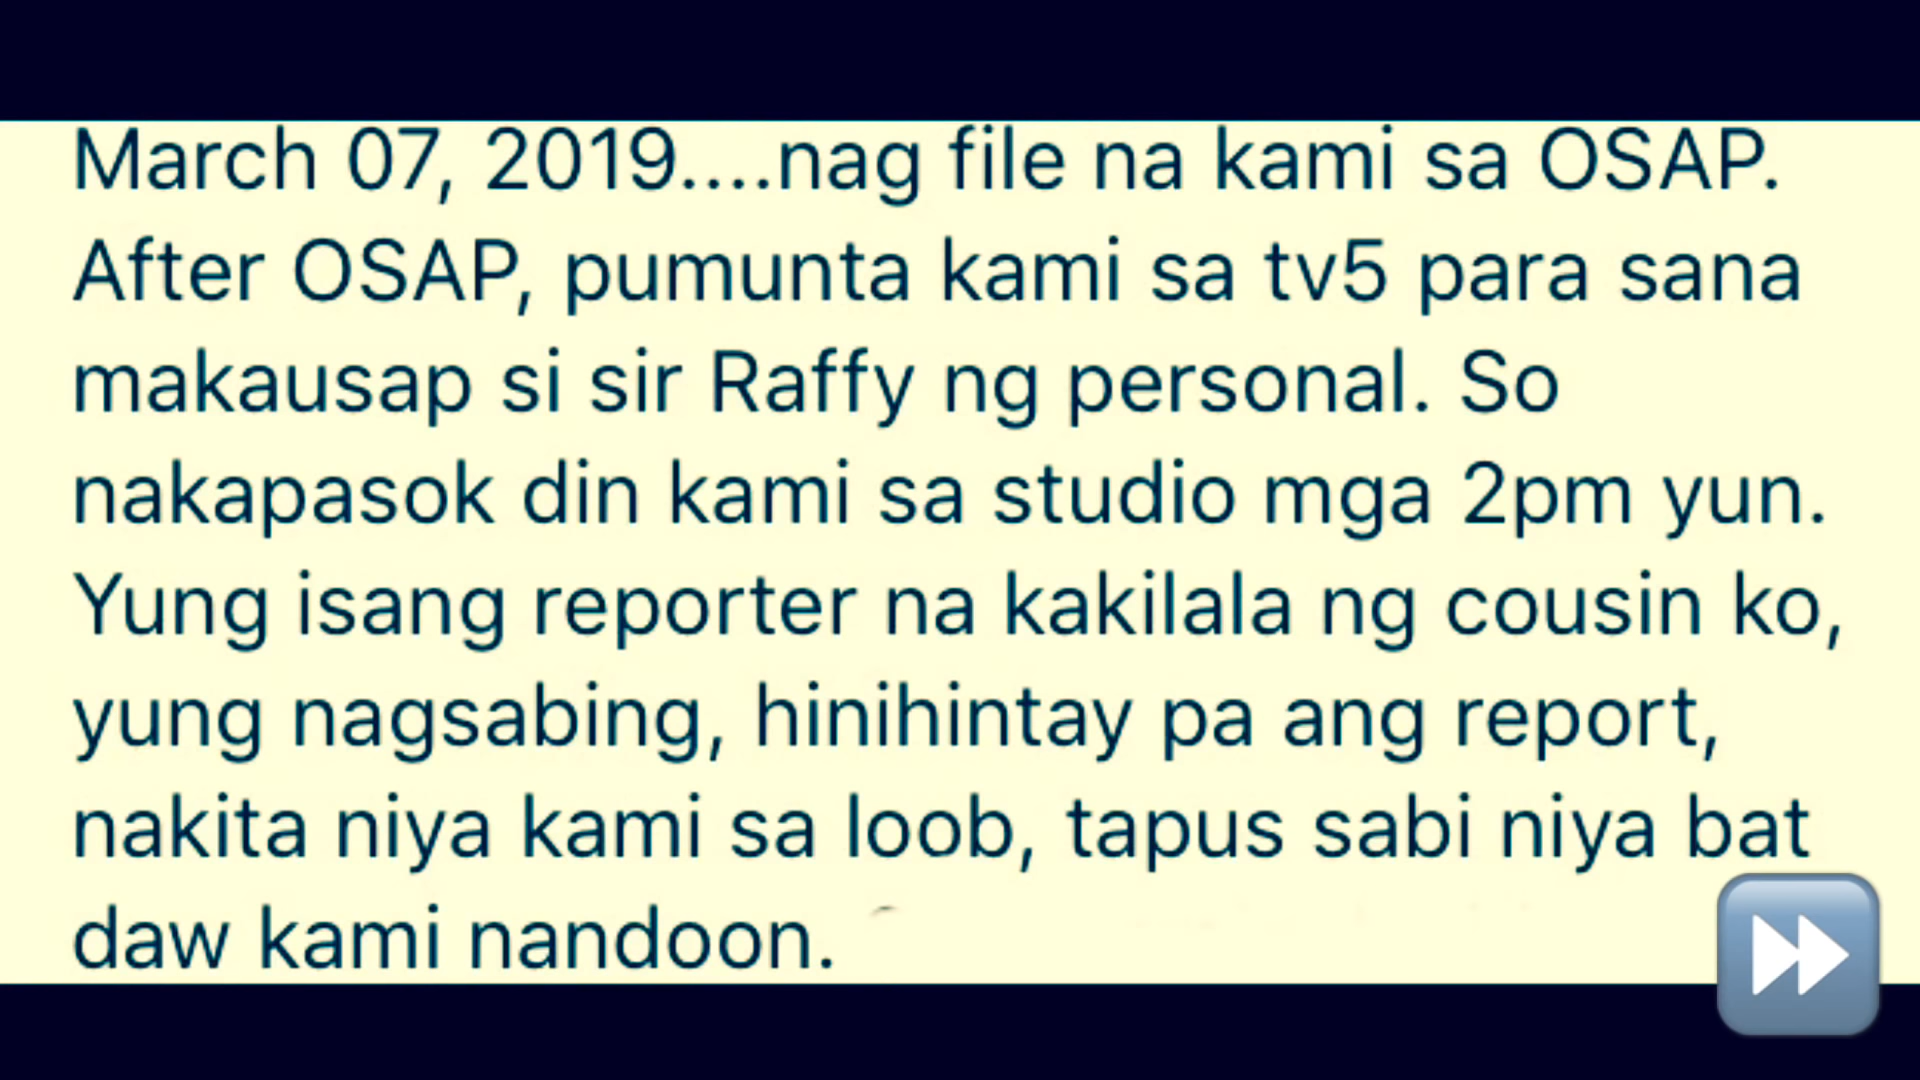 March 07, 2019....nag file na kami sa OSAP.
After OSAP, pumunta kami sa tv5 para sana
makausap si sir Raffy ng personal. So
nakapasok din kami sa studio mga 2pm yun.
Yung isang reporter na kakilala ng cousin ko,
yung nagsabing, hinihintay pa ang report,
nakita niya kami sa loob, tapus sabi niya bat
daw kami nandoon.